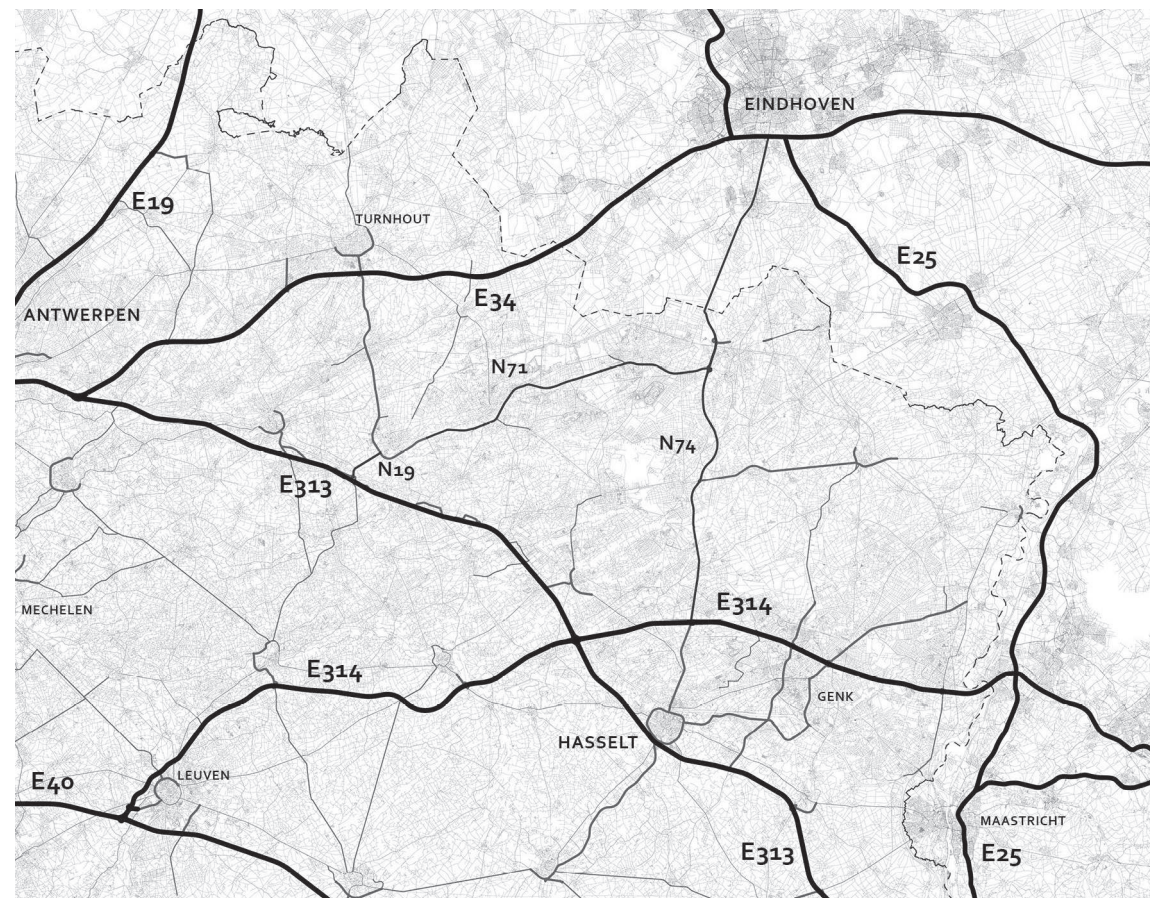 EINDHOVEN
E19
TURNHOUT
E25
E34
ANTWERPEN
N71
N74
N19
E313
E314
MECHELEN
E314
GENK
HASSELT
LEUVEN
E40
MAASTRICHT
E313
E25